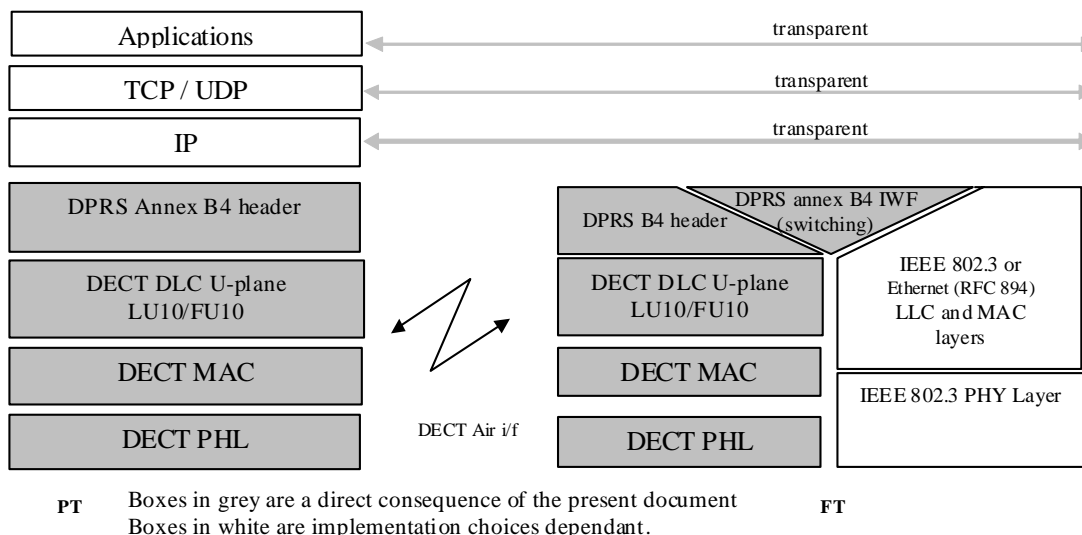 Applications
transparent
TCP / UDP
transparent
IP
transparent
DPRS Annex B4 header
DPRS B4 header
DPRS annex B4 IWF
(switching)
IEEE 802.3 or
Ethernet (RFC 894)
LLC and MAC
layers
DECT DLC U-plane
LU10/FU10
DECT DLC U-plane
LU10/FU10
DECT MAC
DECT MAC
IEEE 802.3 PHY Layer
DECT PHL
DECT Air i/f
DECT PHL
PT
Boxes in grey are a direct consequence of the present document
Boxes in white are implementation choices dependant.
FT